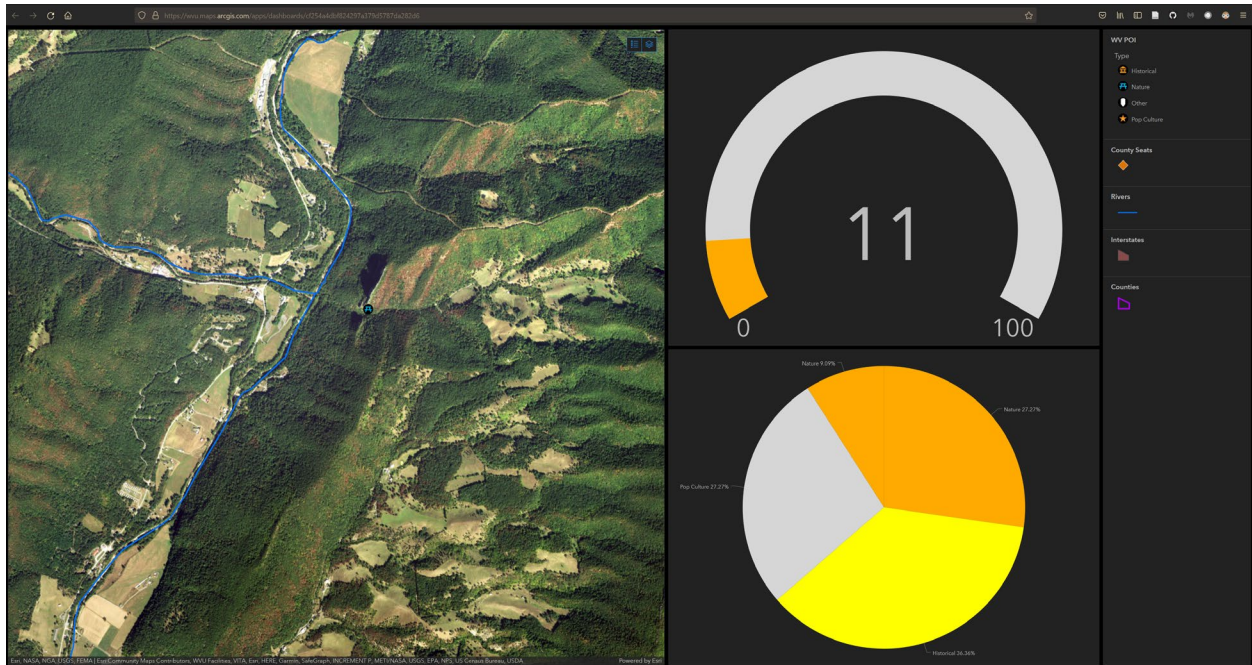 https://wvu.maps.arcgis.com/apps/dashboards/cf254a4dbf824297a379d5787da282d6
Esri, NASA, NGA, USGS, FEMA | Esri Community Maps Contributors, WVU Facilities, VITA, Esri, HERE, Garmin, SafeGraph, INCREMENT P, METI/NASA, USGS, EPA, NPS, US Census Bureau, USDA
Powered by Esri
11
0
100
Nature 9.09%
Nature 27.27%
Pop Culture 27.27%
Historical 36.36%
WV POI
Type
Historical
Nature
Other
Pop Culture
County Seats
Rivers
Interstates
Counties